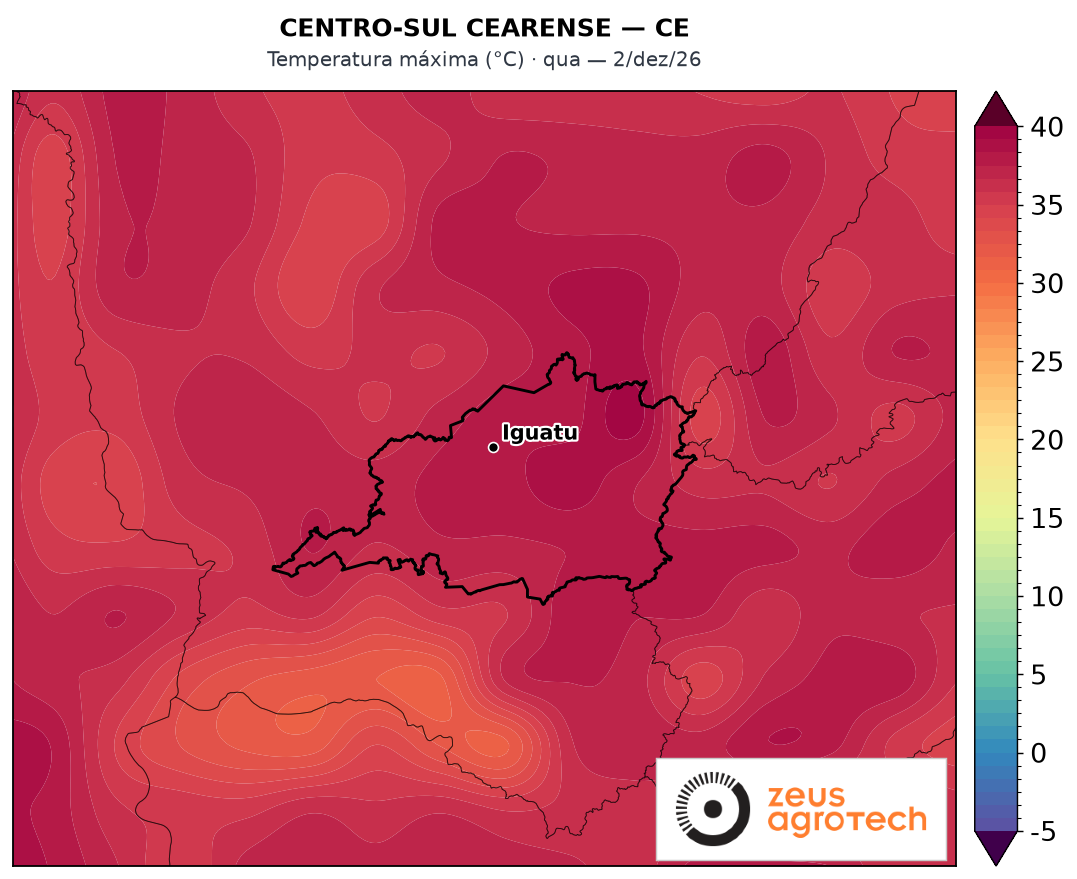 CENTRO-SUL CEARENSE — CE
Temperatura máxima (°C) · qua — 2/dez/26
Iguatu
40
35
30
25
20
15
10
5
0
-5
zeus
agrotech